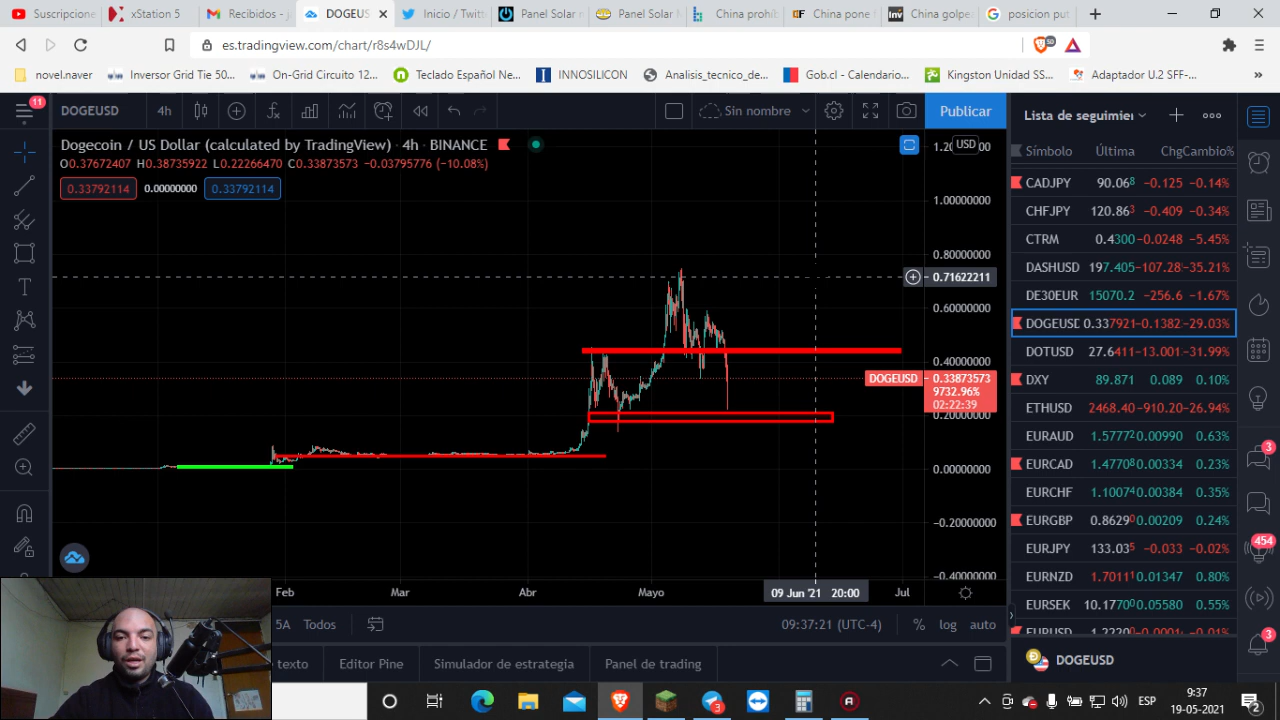 Suscripcione
xStation 5
Recibidos - j
DOGEUS
Inicio / Twitt
Panel Solar n
Panel Solar M
China prohíb
China pone f
China golpe
posicion put
es.tradingview.com/chart/r8s4wDJL/
novel.naver
Inversor Grid Tie 50...
On-Grid Circuito 12...
Teclado Español Ne...
INNOSILICON
Analisis_tecnico_de...
Gob.cl - Calendario...
Kingston Unidad SS...
Adaptador U.2 SFF-...
11
DOGEUSD
4h
Sin nombre
Publicar
Lista de seguimier
Dogecoin / US Dollar (calculated by TradingView) · 4h · BINANCE
O0.37672407 H0.38735922 L0.22266470 C0.33873573 −0.03795776 (−10.08%)
0.33792114
0.00000000
0.33792114
USD
1.00000000
0.80000000
0.71622211
0.60000000
0.40000000
DOGEUSD
0.33873573
9732.96%
02:22:39
0.20000000
0.00000000
−0.20000000
−0.40000000
Feb
Mar
Abr
Mayo
09 Jun '21 20:00
Jul
5A
Todos
09:37:21 (UTC-4)
%
log
auto
texto
Editor Pine
Simulador de estrategia
Panel de trading
Símbolo Última Chg Cambio%
CADJPY 90.068 −0.125 −0.14%
CHFJPY 120.863 −0.409 −0.34%
CTRM 0.4300 −0.0248 −5.45%
DASHUSD 197.405 −107.28 −35.21%
DE30EUR 15070.2 −256.6 −1.67%
DOGEUSD 0.337921 −0.1382 −29.03%
DOTUSD 27.6411 −13.001 −31.99%
DXY 89.871 0.089 0.10%
ETHUSD 2468.40 −910.20 −26.94%
EURAUD 1.57772 0.00990 0.63%
EURCAD 1.47708 0.00334 0.23%
EURCHF 1.10074 0.00384 0.35%
EURGBP 0.86290 0.00209 0.24%
EURJPY 133.035 −0.033 −0.02%
EURNZD 1.70111 0.01347 0.80%
EURSEK 10.17700 0.05580 0.55%
DOGEUSD
3
454
3
3
ESP
9:37
19-05-2021
2